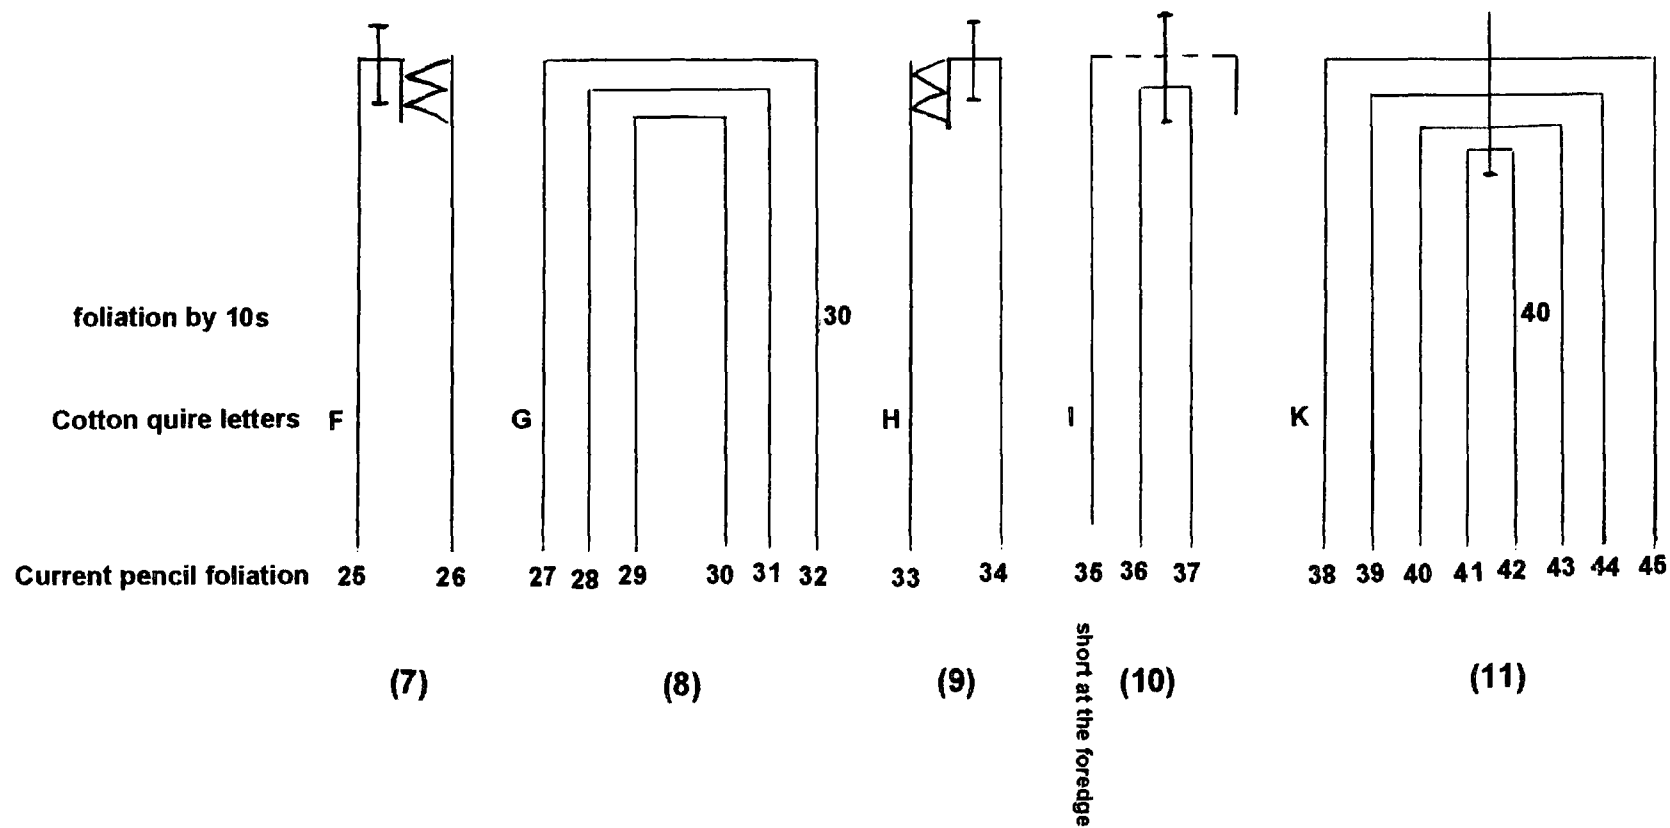 foliation by 10s 30 40
Cotton quire letters F G H I K
Current pencil foliation 25 26 27 28 29 30 31 32 33 34 35 36 37 38 39 40 41 42 43 44 45
short at the foredge
(7) (8) (9) (10) (11)